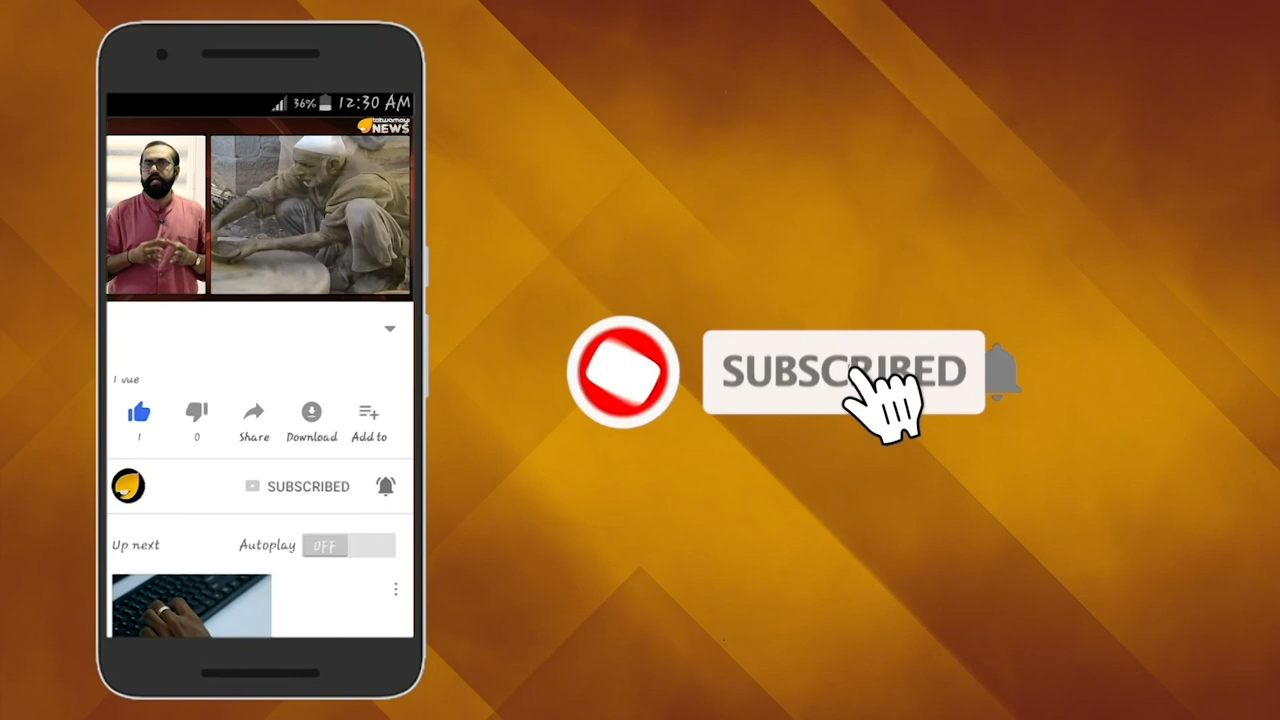 36% 12:30 AM
tatwamayi
NEWS
1 vue
1
0
Share
Download
Add to
SUBSCRIBED
Up next
Autoplay
OFF
SUBSCRIBED